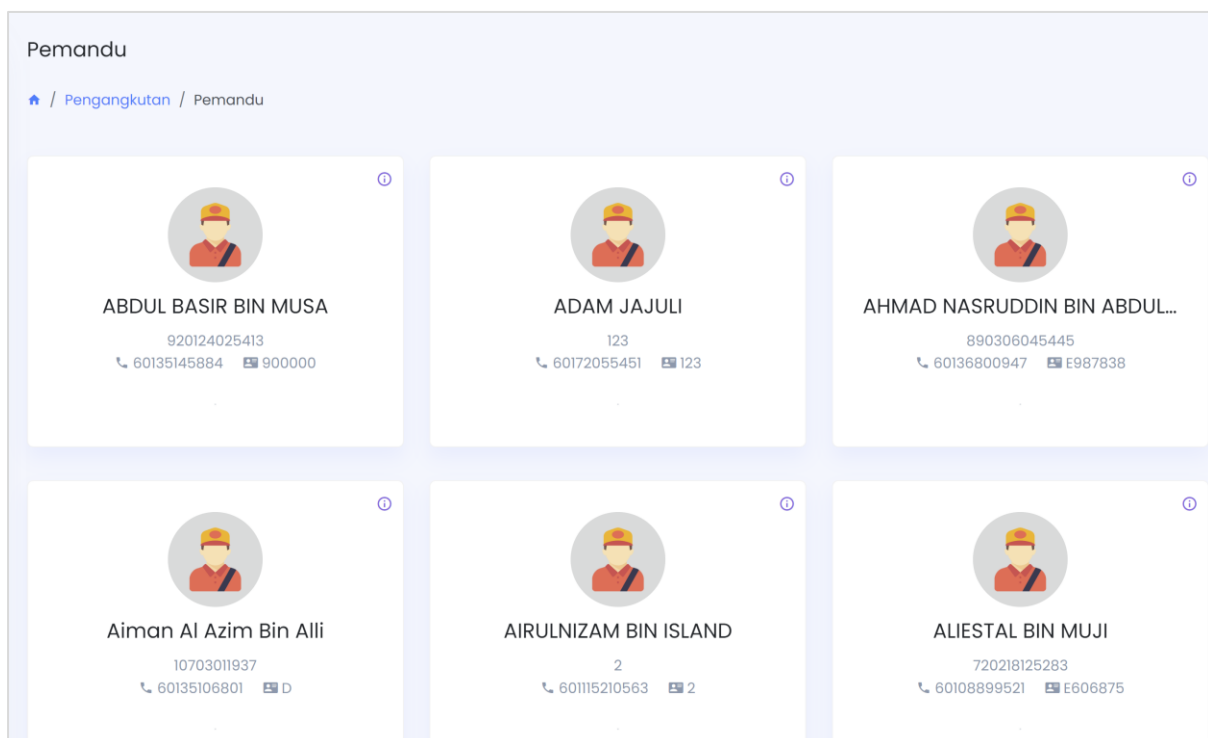 Pemandu
/ Pengangkutan / Pemandu
ABDUL BASIR BIN MUSA
920124025413
60135145884 900000
ADAM JAJULI
123
60172055451 123
AHMAD NASRUDDIN BIN ABDUL...
890306045445
60136800947 E987838
Aiman Al Azim Bin Alli
10703011937
60135106801 D
AIRULNIZAM BIN ISLAND
2
601115210563 2
ALIESTAL BIN MUJI
720218125283
60108899521 E606875